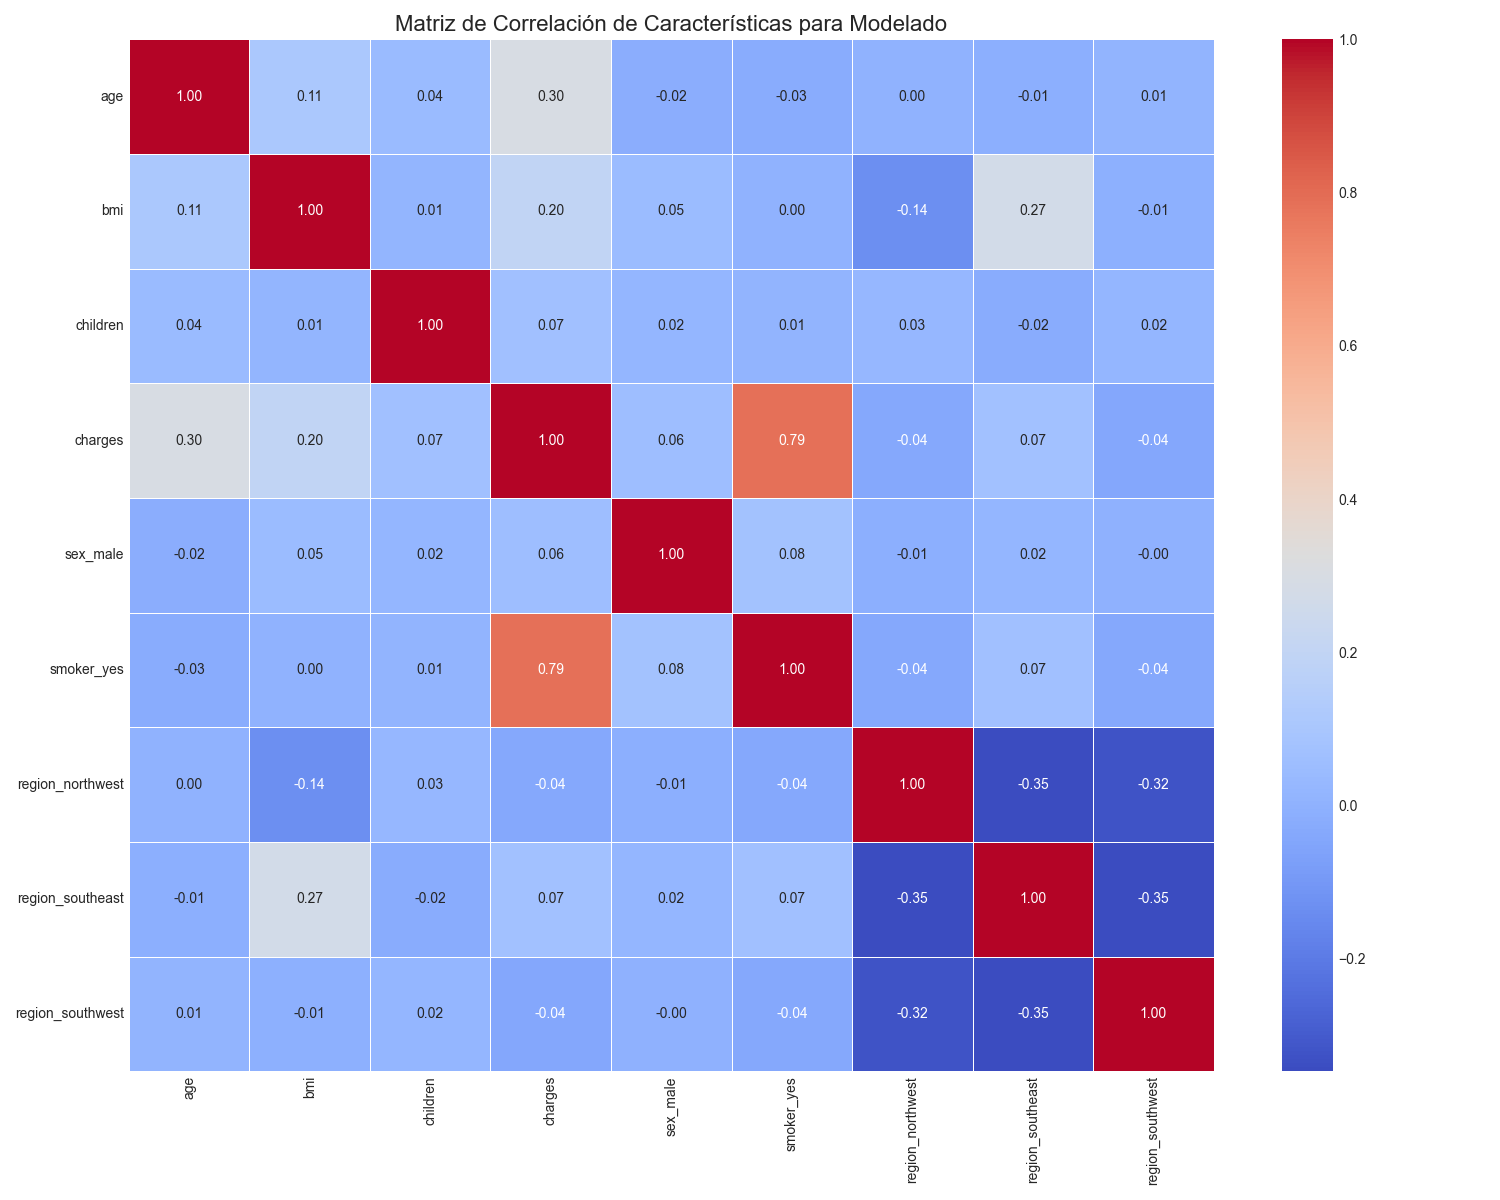 Matriz de Correlación de Características para Modelado
age 1.00 0.11 0.04 0.30 -0.02 -0.03 0.00 -0.01 0.01
bmi 0.11 1.00 0.01 0.20 0.05 0.00 -0.14 0.27 -0.01
children 0.04 0.01 1.00 0.07 0.02 0.01 0.03 -0.02 0.02
charges 0.30 0.20 0.07 1.00 0.06 0.79 -0.04 0.07 -0.04
sex_male -0.02 0.05 0.02 0.06 1.00 0.08 -0.01 0.02 -0.00
smoker_yes -0.03 0.00 0.01 0.79 0.08 1.00 -0.04 0.07 -0.04
region_northwest 0.00 -0.14 0.03 -0.04 -0.01 -0.04 1.00 -0.35 -0.32
region_southeast -0.01 0.27 -0.02 0.07 0.02 0.07 -0.35 1.00 -0.35
region_southwest 0.01 -0.01 0.02 -0.04 -0.00 -0.04 -0.32 -0.35 1.00
age bmi children charges sex_male smoker_yes region_northwest region_southeast region_southwest
1.0
0.8
0.6
0.4
0.2
0.0
−0.2